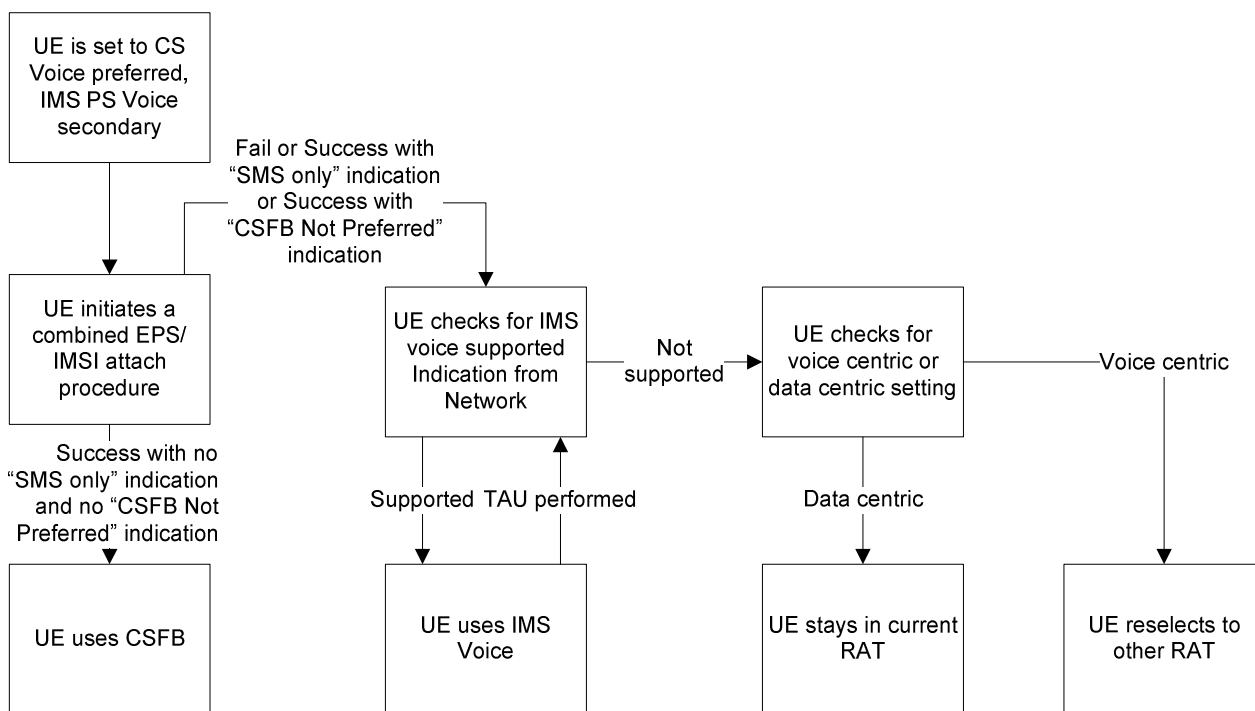 UE is set to CS
Voice preferred,
IMS PS Voice
secondary
Fail or Success with
“SMS only” indication
or Success with
“CSFB Not Preferred”
indication
UE initiates a
combined EPS/
IMSI attach
procedure
UE checks for IMS
voice supported
Indication from
Network
Not
supported
UE checks for
voice centric or
data centric setting
Voice centric
Success with no
“SMS only” indication
and no “CSFB Not
Preferred” indication
Supported
TAU performed
Data centric
UE uses CSFB
UE uses IMS
Voice
UE stays in current
RAT
UE reselects to
other RAT